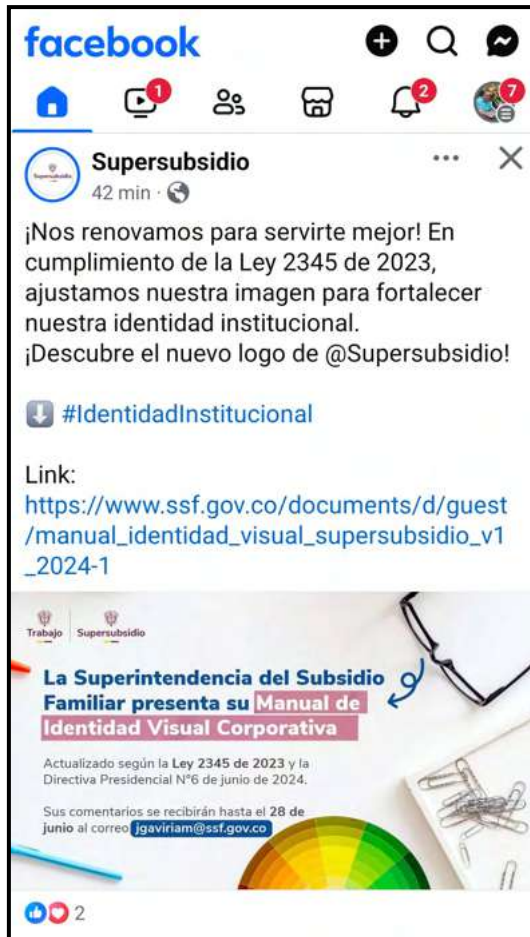 facebook
1
2
7
Supersubsidio
Supersubsidio
42 min ·
¡Nos renovamos para servirte mejor! En
cumplimiento de la Ley 2345 de 2023,
ajustamos nuestra imagen para fortalecer
nuestra identidad institucional.
¡Descubre el nuevo logo de @Supersubsidio!
#IdentidadInstitucional
Link:
https://www.ssf.gov.co/documents/d/guest
/manual_identidad_visual_supersubsidio_v1
_2024-1
Trabajo Supersubsidio
La Superintendencia del Subsidio
Familiar presenta su Manual de
Identidad Visual Corporativa
Actualizado según la Ley 2345 de 2023 y la
Directiva Presidencial N°6 de junio de 2024.
Sus comentarios se recibirán hasta el 28 de
junio al correo jgaviriam@ssf.gov.co
2